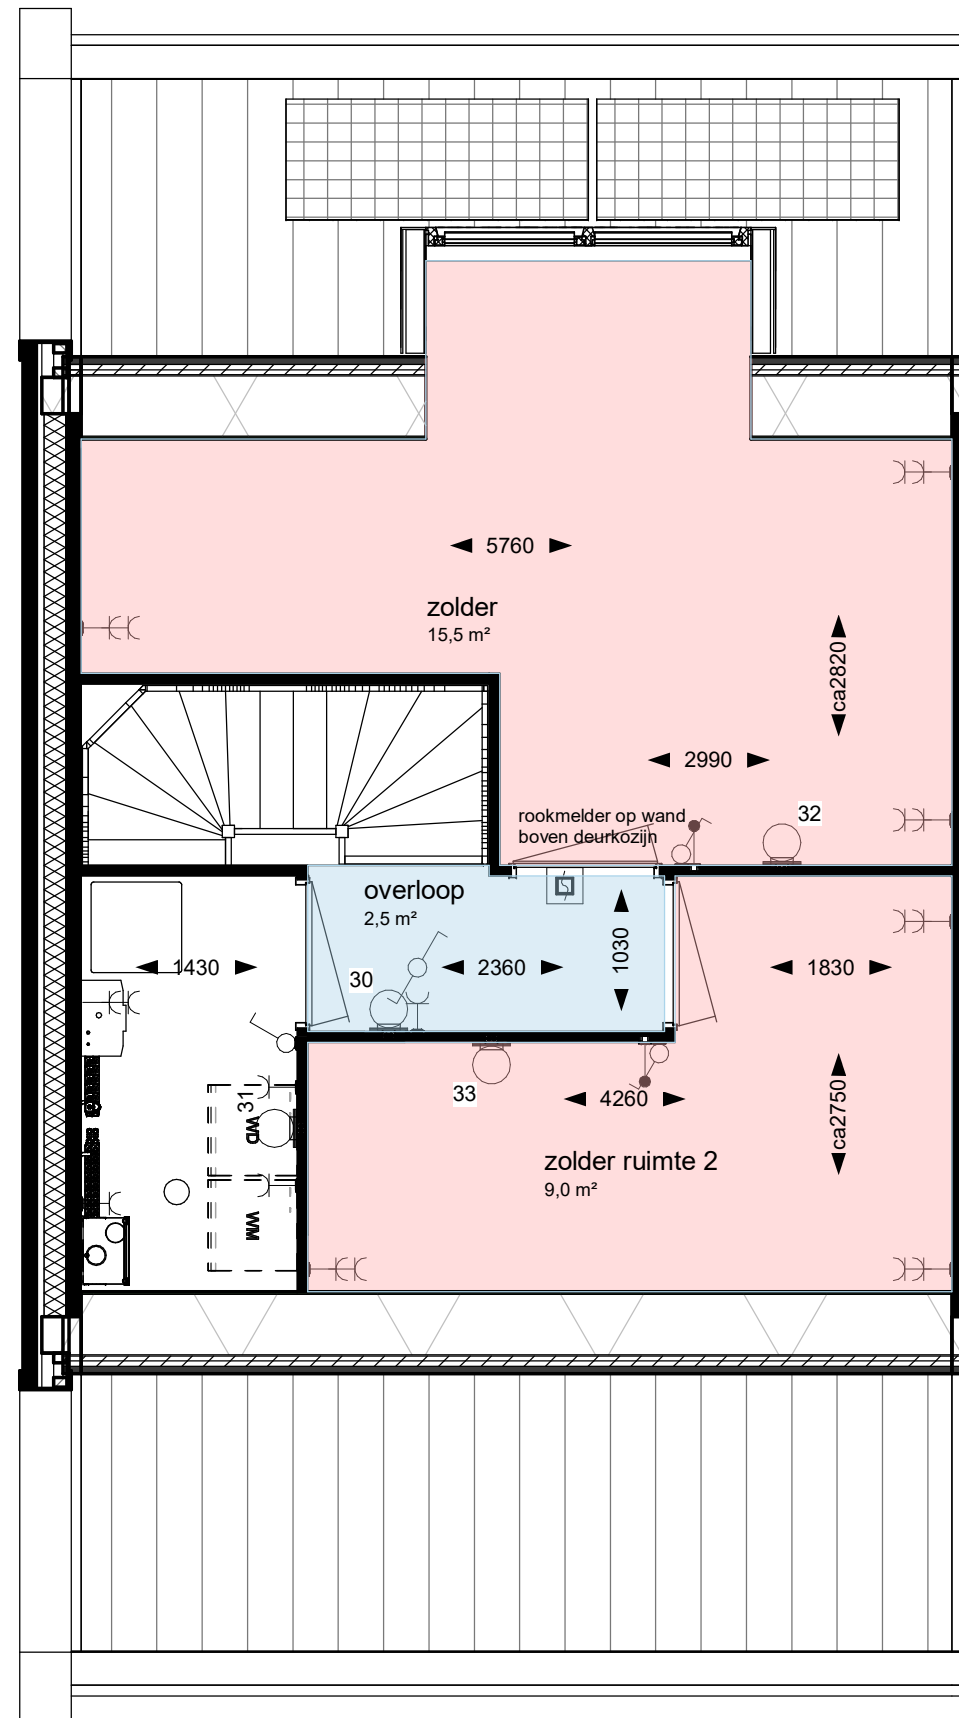 5760
zolder
15,5 m²
ca2820
2990
rookmelder op wand
boven deurkozijn
32
overloop
2,5 m²
1430
30
2360
1030
1830
31
WD
33
4260
ca2750
zolder ruimte 2
9,0 m²
WM